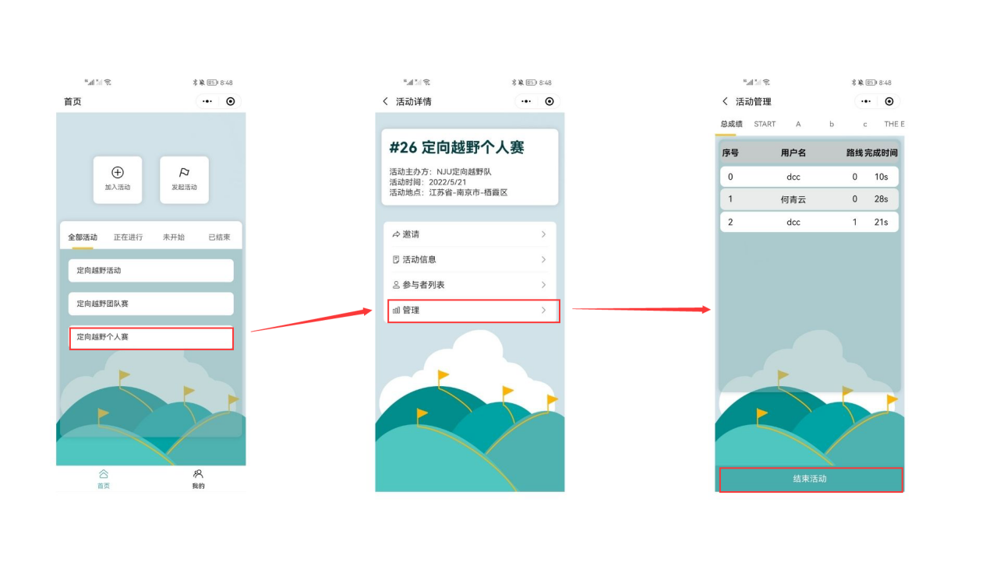 8:48
首页
加入活动
发起活动
全部活动 正在进行 未开始 已结束
定向越野活动
定向越野团队赛
定向越野个人赛
首页 我的
8:48
活动详情
#26 定向越野个人赛
活动主办方：NJU定向越野队
活动时间：2022/5/21
活动地点：江苏省-南京市-栖霞区
邀请
活动信息
参与者列表
管理
8:48
活动管理
总成绩 START A b c THE E
序号 用户名 路线 完成时间
0 dcc 0 10s
1 何青云 0 28s
2 dcc 1 21s
结束活动